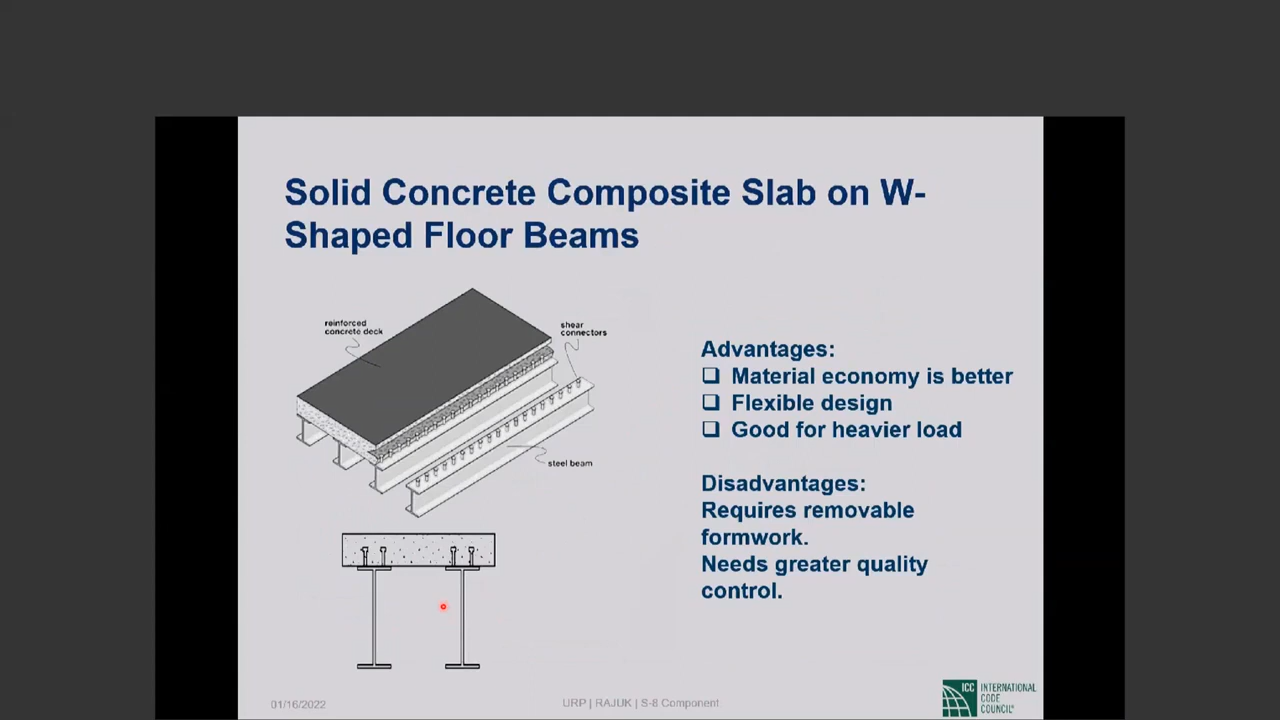 Solid Concrete Composite Slab on W-
Shaped Floor Beams
reinforced
concrete deck
shear
connectors
steel beam
Advantages:
❑ Material economy is better
❑ Flexible design
❑ Good for heavier load
Disadvantages:
Requires removable
formwork.
Needs greater quality
control.
01/16/2022
URP | RAJUK | S-8 Component
ICC
INTERNATIONAL
CODE
COUNCIL®